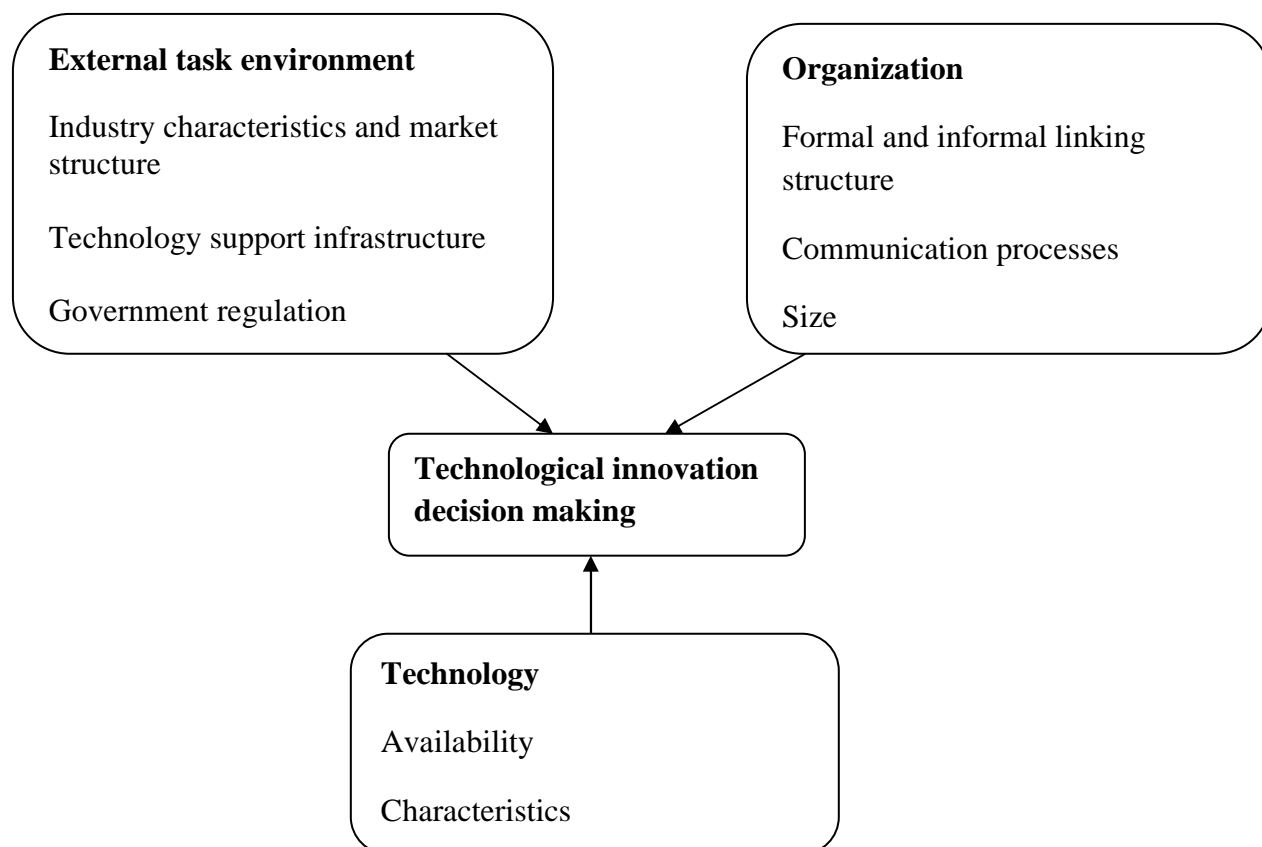 External task environment
Industry characteristics and market
structure
Technology support infrastructure
Government regulation
Organization
Formal and informal linking
structure
Communication processes
Size
Technological innovation
decision making
Technology
Availability
Characteristics